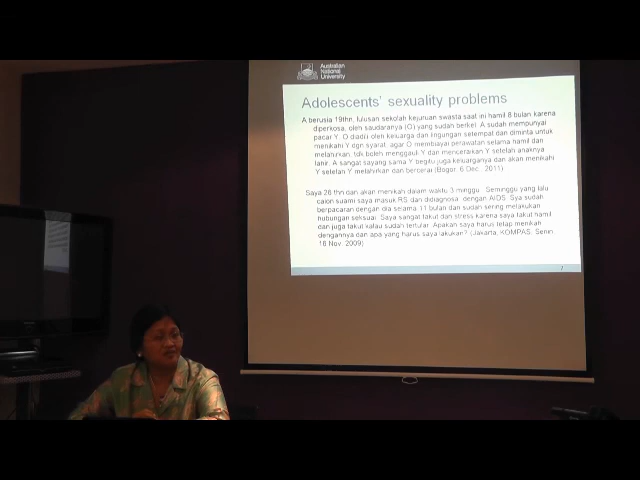 Australian
National
University
Adolescents' sexuality problems
A berusia 19thn, lulusan sekolah kejuruan swasta saat ini hamil 8 bulan karena
diperkosa, oleh saudaranya (O) yang sudah berkel. A sudah mempunyai
pacar Y. O diadili oleh keluarga dan lingungan setempat dan diminta untuk
menikahi Y dgn syarat, agar O membiayai perawatan selama hamil dan
melahirkan, tdk boleh menggauli Y dan menceraikan Y setelah anaknya
lahir. A sangat sayang sama Y begitu juga keluarganya dan akan menikahi
Y setelah Y melahirkan dan bercerai (Bogor, 6 Dec. 2011)
Saya 26 thn dan akan menikah dalam waktu 3 minggu. Seminggu yang lalu
calon suami saya masuk RS dan didiagnosa dengan AIDS. Sya sudah
berpacaran dengan dia selama 11 bulan dan sudah sering melakukan
hubungan seksual. Saya sangat takut dan stress karena saya takut hamil
dan juga takut kalau sudah tertular. Apakah saya harus tetap menikah
dengannya dan apa yang harus saya lakukan? (Jakarta, KOMPAS, Senin,
16 Nov. 2009)
7